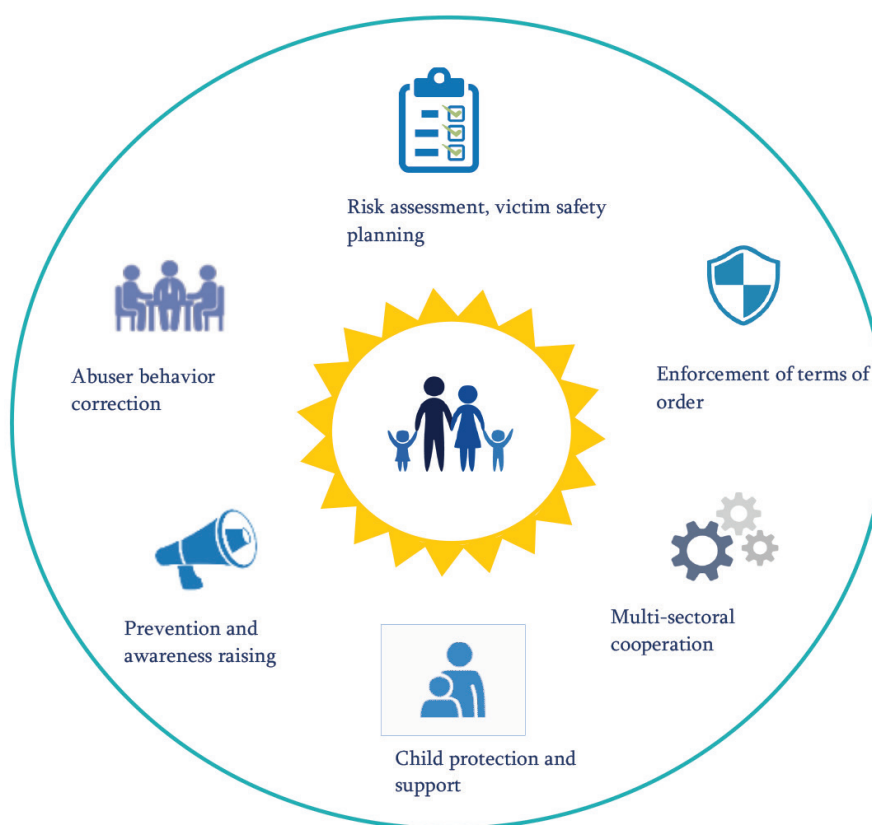 Risk assessment, victim safety
planning
Abuser behavior
correction
Enforcement of terms of
order
Prevention and
awareness raising
Multi-sectoral
cooperation
Child protection and
support